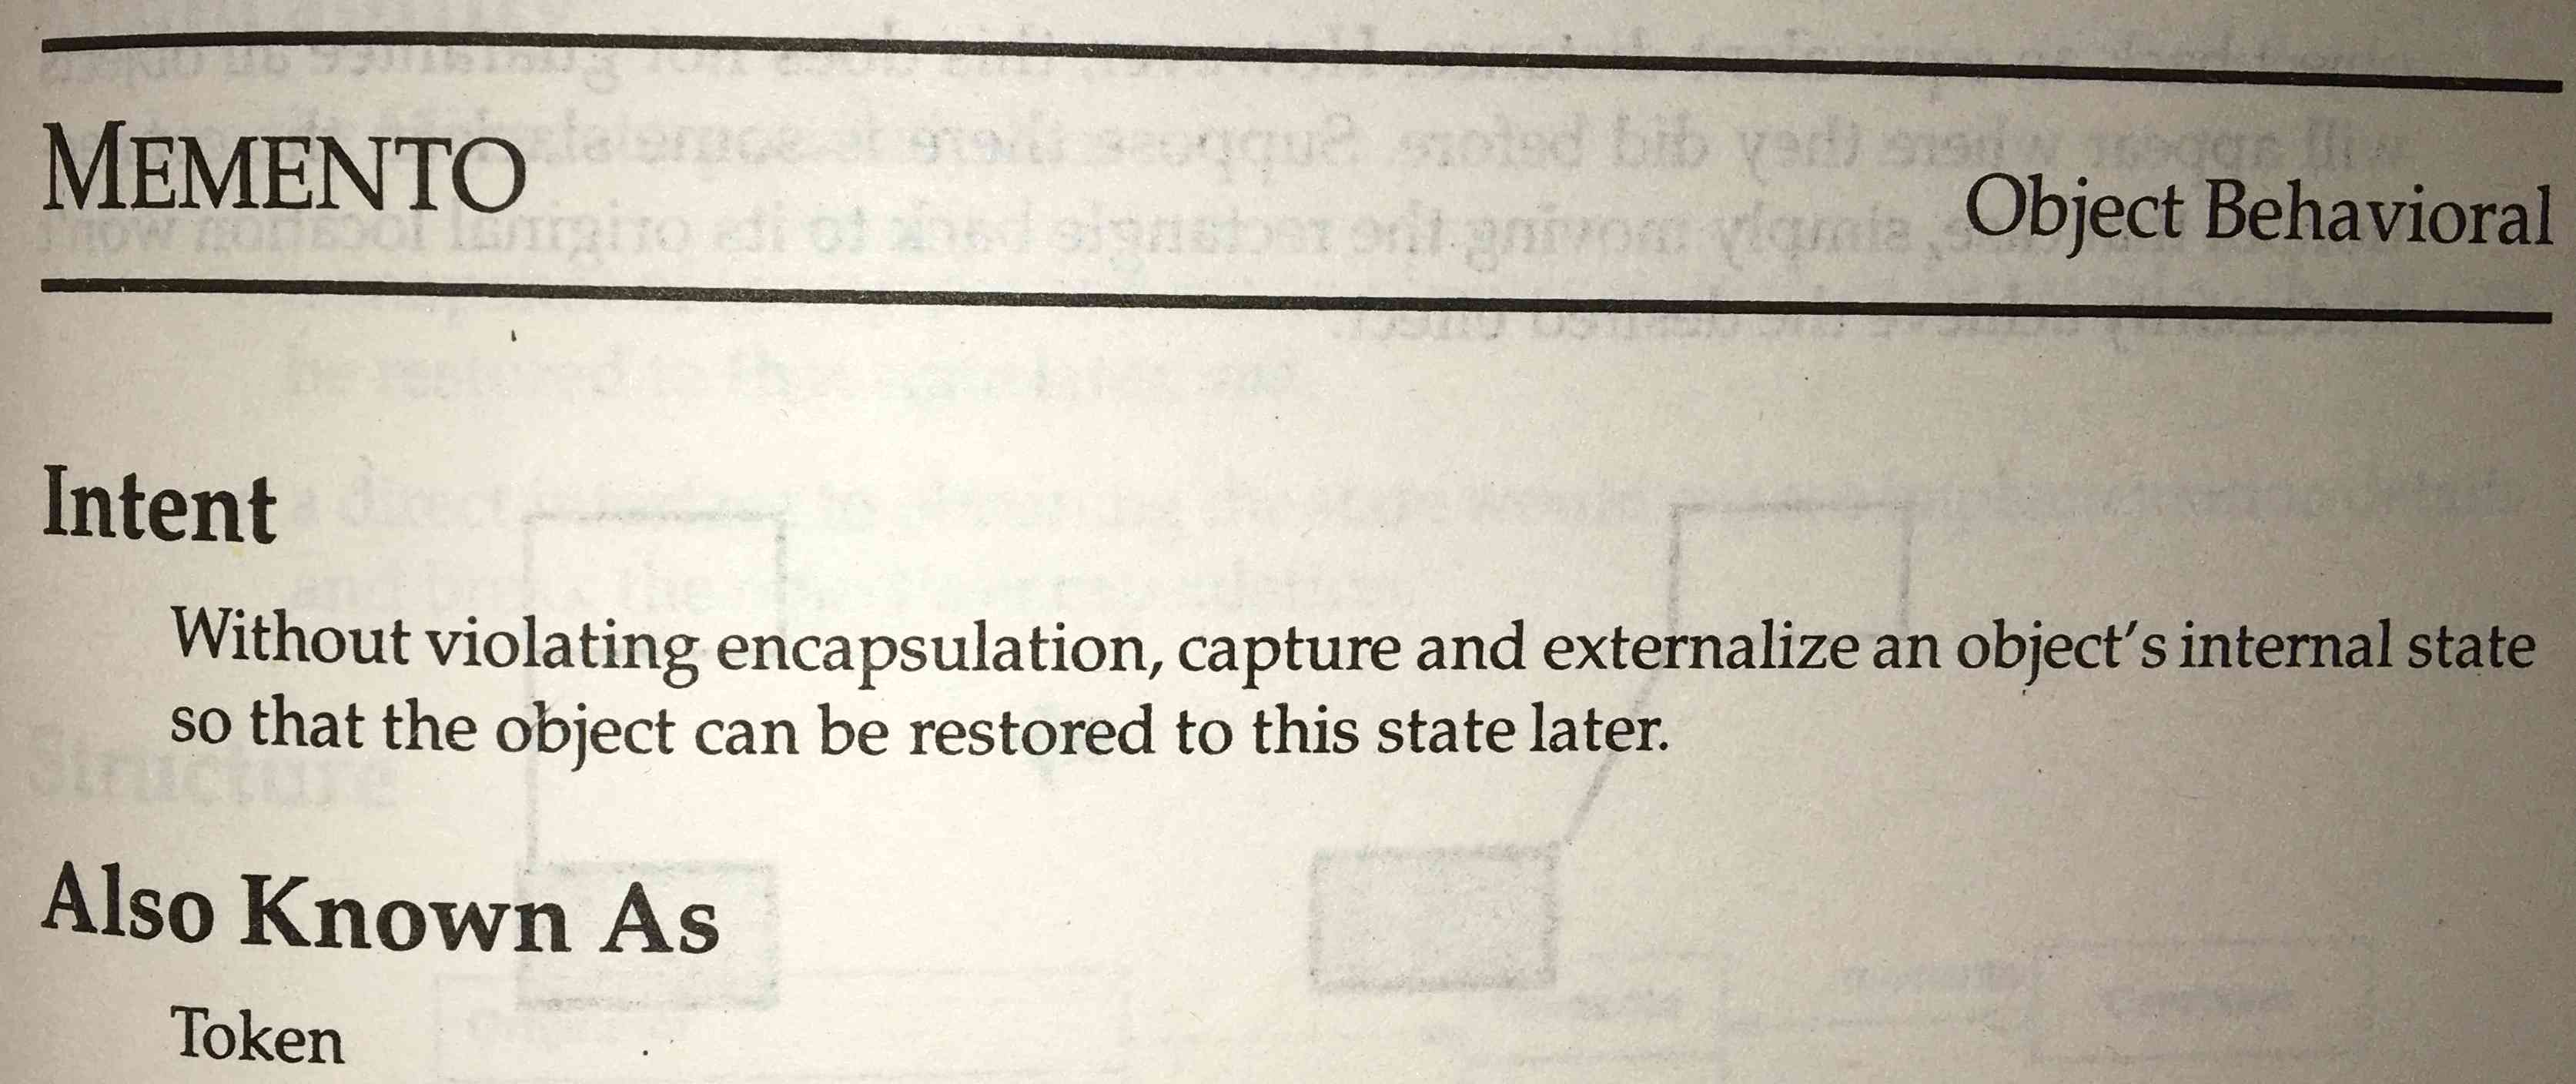 MEMENTO
Object Behavioral
Intent
Without violating encapsulation, capture and externalize an object's internal state
so that the object can be restored to this state later.
Also Known As
Token